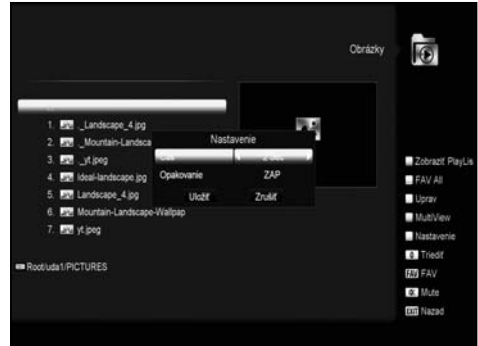 Obrázky
1. ._Landscape_4.jpg
2. ._Mountain-Landsca
3. ._yt.jpeg
4. Ideal-landscape.jpg
5. Landscape_4.jpg
6. Mountain-Landscape-Wallpap
7. yt.jpeg
Nastavenie
Opakovanie ZAP
Uložiť Zrušiť
Root/uda1/PICTURES
Zobraziť PlayLis
FAV All
Uprav
MultiView
Nastavenie
Triediť
FAV FAV
Mute
EXIT Nazad